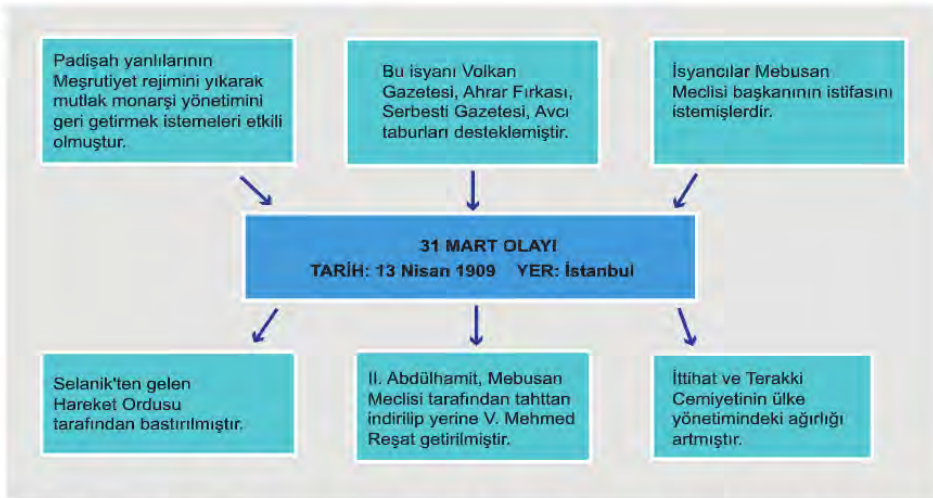 Padişah yanlılarının
Meşrutiyet rejimini yıkarak
mutlak monarşi yönetimini
geri getirmek istemeleri etkili
olmuştur.
Bu isyanı Volkan
Gazetesi, Ahrar Fırkası,
Serbesti Gazetesi, Avcı
taburları desteklemiştir.
İsyancılar Mebusan
Meclisi başkanının istifasını
istemişlerdir.
31 MART OLAYI
TARİH: 13 Nisan 1909 YER: İstanbul
Selanik'ten gelen
Hareket Ordusu
tarafından bastırılmıştır.
II. Abdülhamit, Mebusan
Meclisi tarafından tahttan
indirilip yerine V. Mehmed
Reşat getirilmiştir.
İttihat ve Terakki
Cemiyetinin ülke
yönetimindeki ağırlığı
artmıştır.